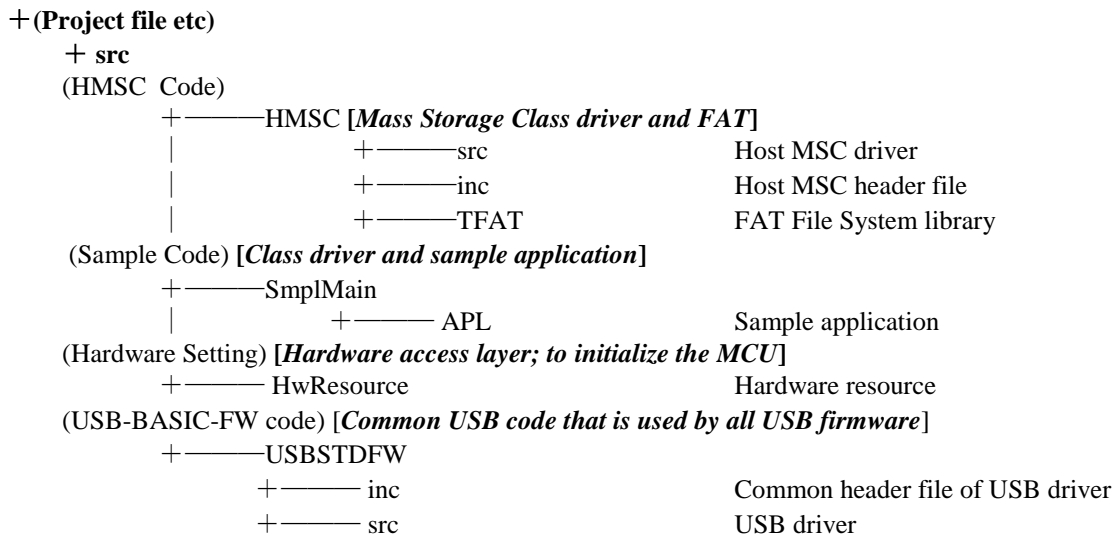 ＋(Project file etc)
＋ src
(HMSC Code)
＋―――HMSC [Mass Storage Class driver and FAT]
｜ ＋―――src Host MSC driver
｜ ＋―――inc Host MSC header file
｜ ＋―――TFAT FAT File System library
(Sample Code) [Class driver and sample application]
＋―――SmplMain
｜ ＋――― APL Sample application
(Hardware Setting) [Hardware access layer; to initialize the MCU]
＋――― HwResource Hardware resource
(USB-BASIC-FW code) [Common USB code that is used by all USB firmware]
＋―――USBSTDFW
＋――― inc Common header file of USB driver
＋――― src USB driver